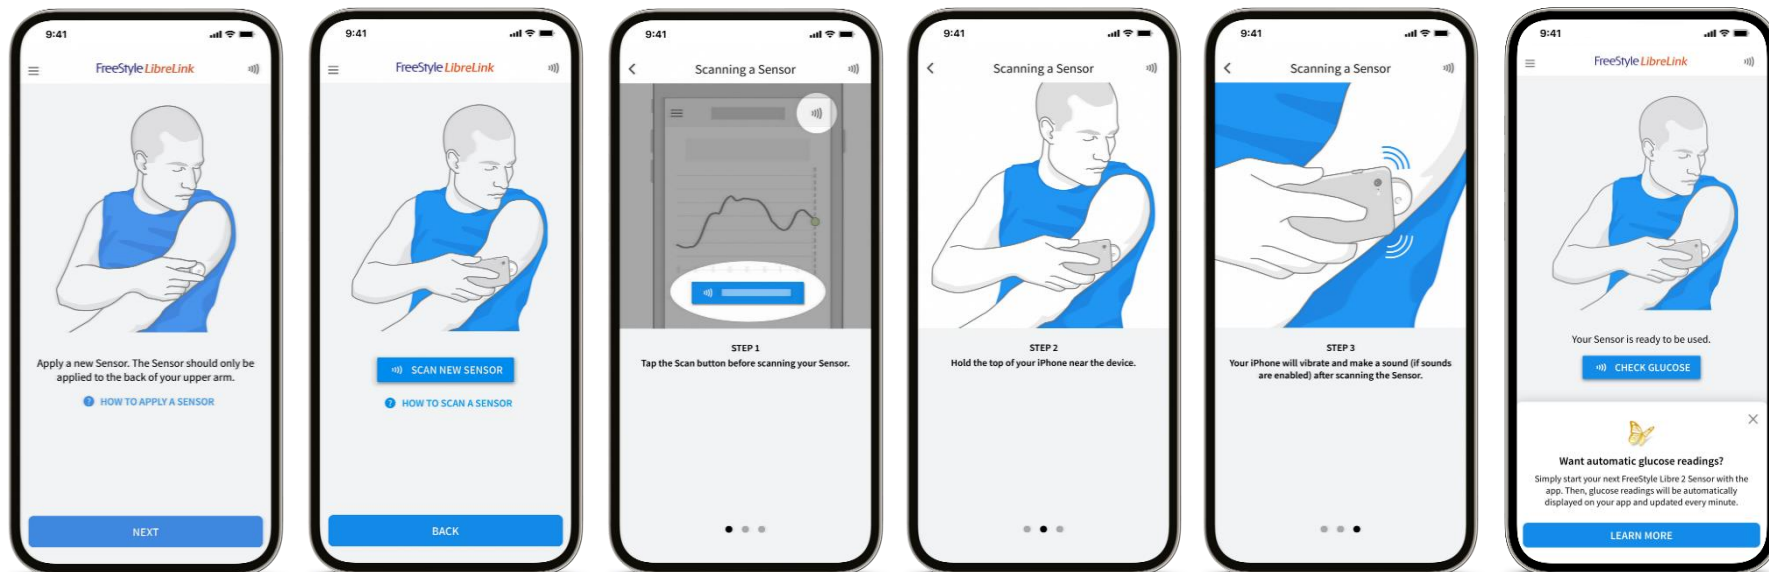 9:41
FreeStyle LibreLink
Apply a new Sensor. The Sensor should only be
applied to the back of your upper arm.
? HOW TO APPLY A SENSOR
NEXT
9:41
FreeStyle LibreLink
SCAN NEW SENSOR
? HOW TO SCAN A SENSOR
BACK
9:41
Scanning a Sensor
STEP 1
Tap the Scan button before scanning your Sensor.
9:41
Scanning a Sensor
STEP 2
Hold the top of your iPhone near the device.
9:41
Scanning a Sensor
STEP 3
Your iPhone will vibrate and make a sound (if sounds
are enabled) after scanning the Sensor.
9:41
FreeStyle LibreLink
Your Sensor is ready to be used.
CHECK GLUCOSE
Want automatic glucose readings?
Simply start your next FreeStyle Libre 2 Sensor with the
app. Then, glucose readings will be automatically
displayed on your app and updated every minute.
LEARN MORE